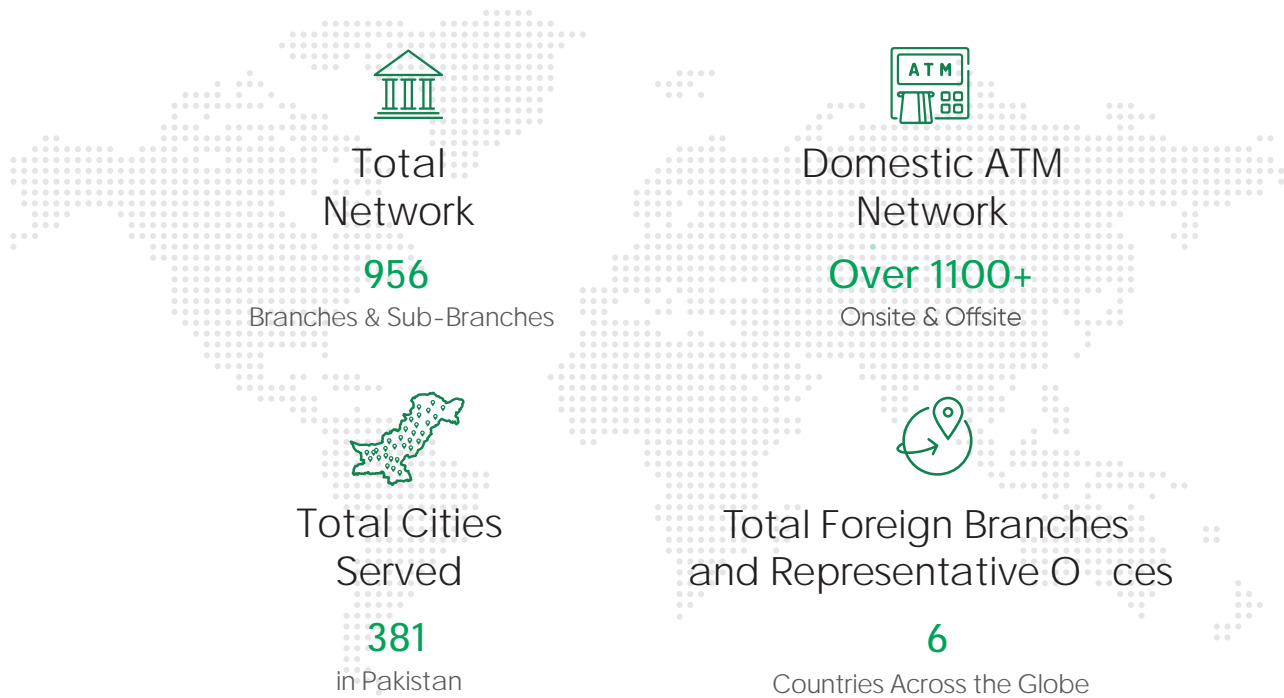 Total
Network
956
Branches & Sub-Branches
ATM
Domestic ATM
Network
Over 1100+
Onsite & Offsite
Total Cities
Served
381
in Pakistan
Total Foreign Branches
and Representative O ces
6
Countries Across the Globe